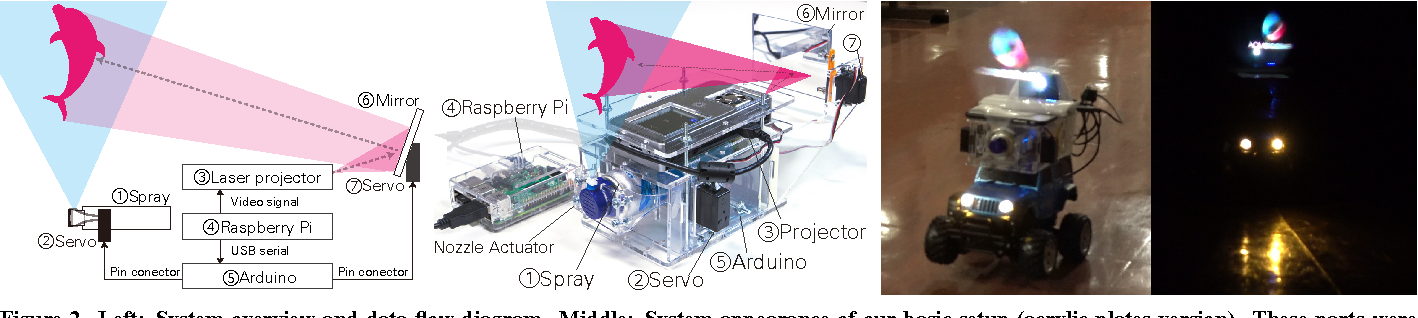 ⑥Mirror
③Laser projector
⑦Servo
Video signal
①Spray
④Raspberry Pi
②Servo
USB serial
Pin conector
⑤Arduino
Pin conector
⑥Mirror
⑦
④Raspberry Pi
Nozzle Actuator
③Projector
①Spray
②Servo
⑤Arduino
Figure 2. Left: System overview and data flow diagram. Middle: System appearance of our basic setup (acrylic plates version). These parts were